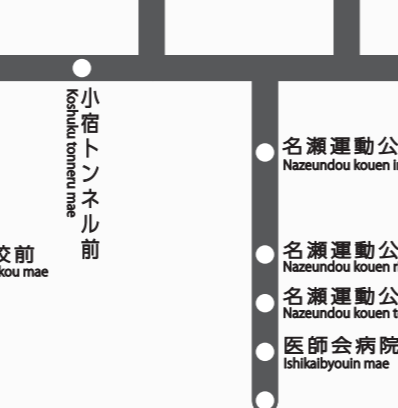 小宿トンネル前
Koshuku tonneru mae
名瀬運動公
Nazeundou kouen i
校前
kou mae
名瀬運動公
Nazeundou kouen
名瀬運動公
Nazeundou kouen t
医師会病院
Ishikaibyouin mae